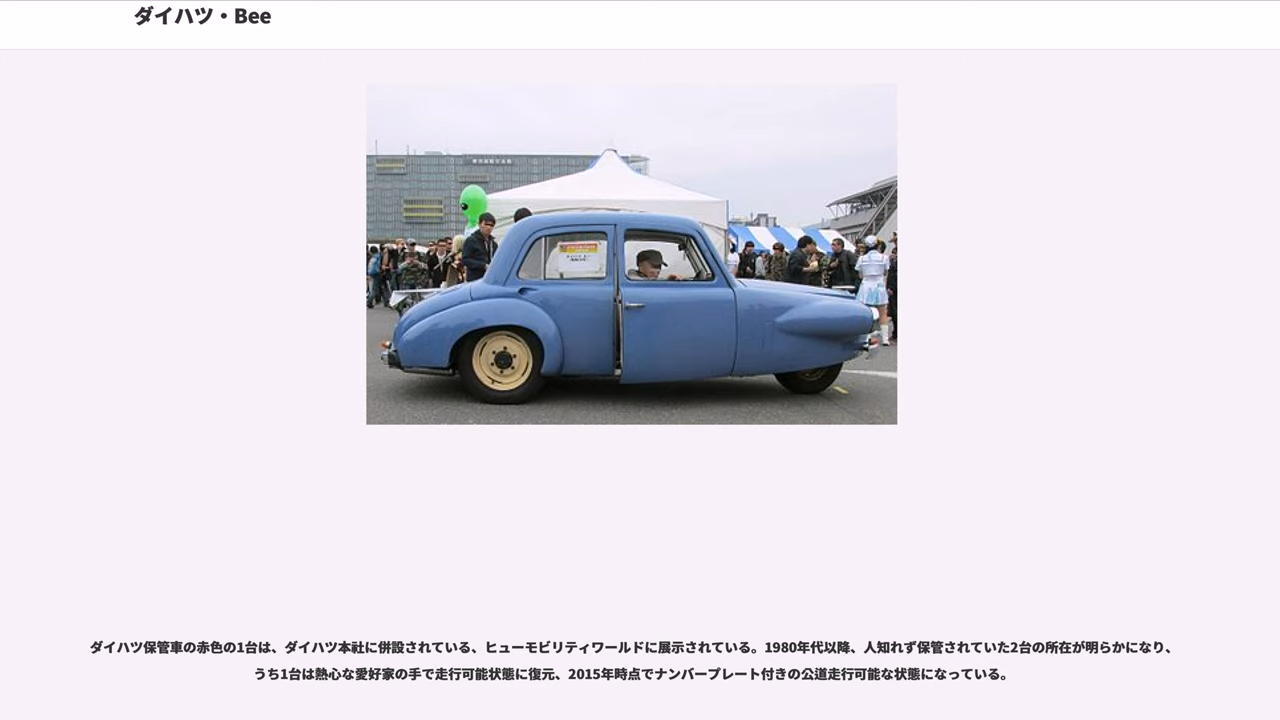 ダイハツ・Bee
ダイハツ保管車の赤色の1台は、ダイハツ本社に併設されている、ヒューモビリティワールドに展示されている。1980年代以降、人知れず保管されていた2台の所在が明らかになり、
うち1台は熱心な愛好家の手で走行可能状態に復元、2015年時点でナンバープレート付きの公道走行可能な状態になっている。